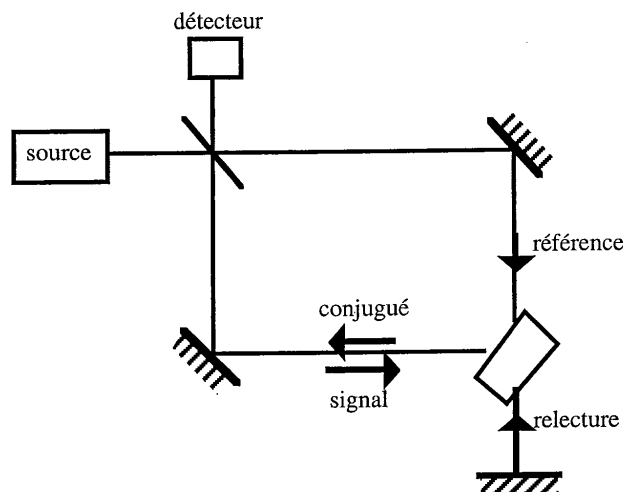 détecteur
source
référence
conjugué
signal
relecture